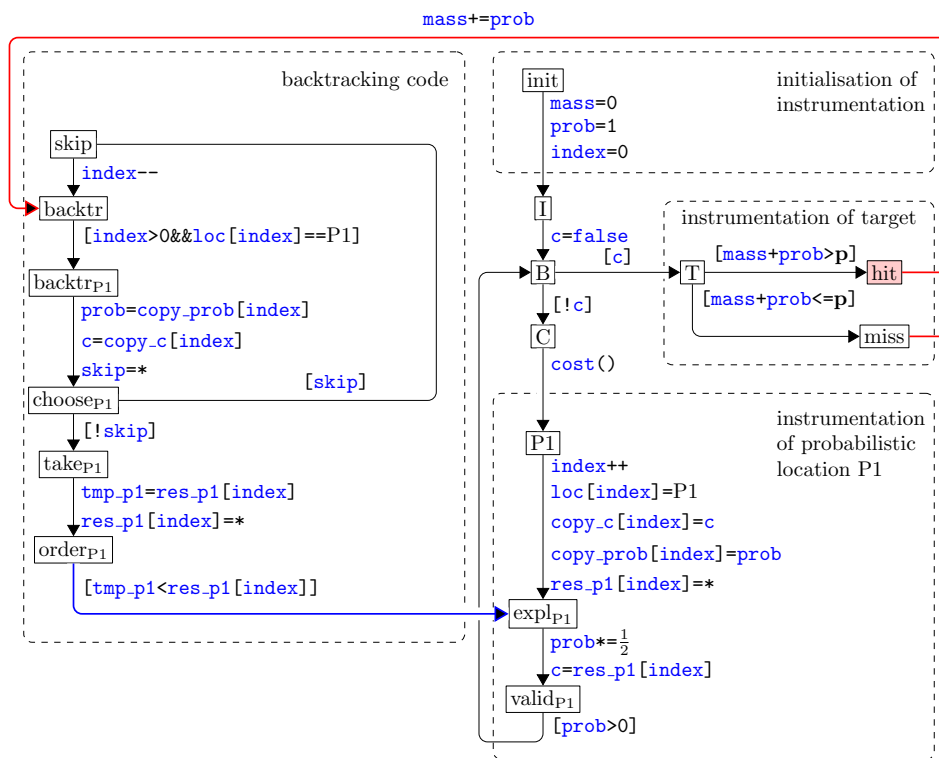 mass+=prob
backtracking code
skip
index--
backtr
[index>0&&loc[index]==P1]
backtrP1
prob=copy_prob[index]
c=copy_c[index]
skip=*
[skip]
chooseP1
[!skip]
takeP1
tmp_p1=res_p1[index]
res_p1[index]=*
orderP1
[tmp_p1<res_p1[index]]
init
initialisation of
instrumentation
mass=0
prob=1
index=0
I
c=false
B
[c]
[!c]
C
cost()
instrumentation of target
T
[mass+prob>p]
hit
[mass+prob<=p]
miss
instrumentation
of probabilistic
location P1
P1
index++
loc[index]=P1
copy_c[index]=c
copy_prob[index]=prob
res_p1[index]=*
explP1
prob*=1/2
c=res_p1[index]
validP1
[prob>0]